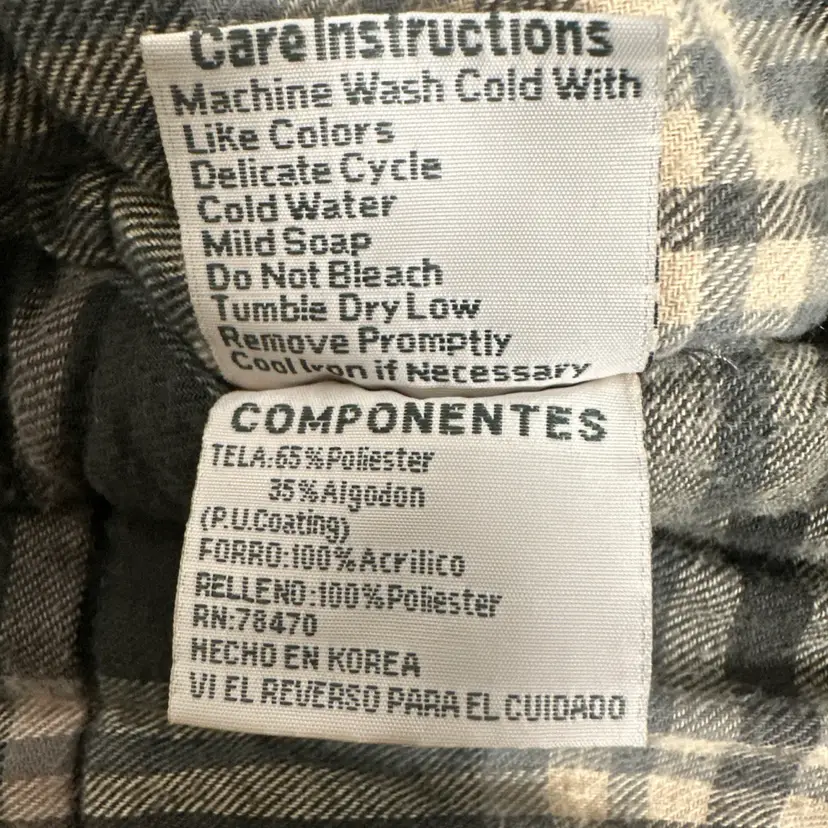 Care Instructions
Machine Wash Cold With
Like Colors
Delicate Cycle
Cold Water
Mild Soap
Do Not Bleach
Tumble Dry Low
Remove Promptly
Cool Iron if Necessary
COMPONENTES
TELA:65%Poliester
35%Algodon
(P.U.Coating)
FORRO:100%Acrilico
RELLENO:100%Poliester
RN:78470
HECHO EN KOREA
VI EL REVERSO PARA EL CUIDADO